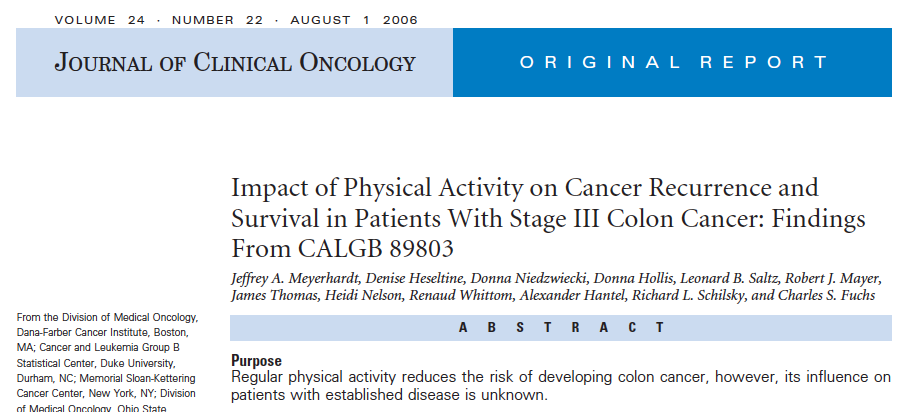 VOLUME 24 · NUMBER 22 · AUGUST 1 2006
JOURNAL OF CLINICAL ONCOLOGY
ORIGINAL REPORT
Impact of Physical Activity on Cancer Recurrence and
Survival in Patients With Stage III Colon Cancer: Findings
From CALGB 89803
Jeffrey A. Meyerhardt, Denise Heseltine, Donna Niedzwiecki, Donna Hollis, Leonard B. Saltz, Robert J. Mayer,
James Thomas, Heidi Nelson, Renaud Whittom, Alexander Hantel, Richard L. Schilsky, and Charles S. Fuchs
From the Division of Medical Oncology,
Dana-Farber Cancer Institute, Boston,
MA; Cancer and Leukemia Group B
Statistical Center, Duke University,
Durham, NC; Memorial Sloan-Kettering
Cancer Center, New York, NY; Division
of Medical Oncology, Ohio State
ABSTRACT
Purpose
Regular physical activity reduces the risk of developing colon cancer, however, its influence on
patients with established disease is unknown.